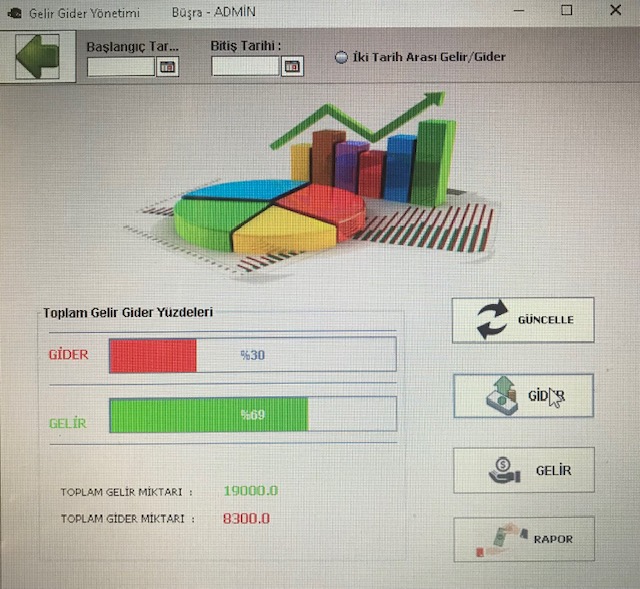 Gelir Gider Yönetimi Büşra - ADMIN
Başlangıç Tar... Bitiş Tarihi :
İki Tarih Arası Gelir/Gider
Toplam Gelir Gider Yüzdeleri
GİDER %30
GELİR %69
TOPLAM GELİR MİKTARI : 19000.0
TOPLAM GİDER MİKTARI : 8300.0
GÜNCELLE
GİDER
GELİR
RAPOR